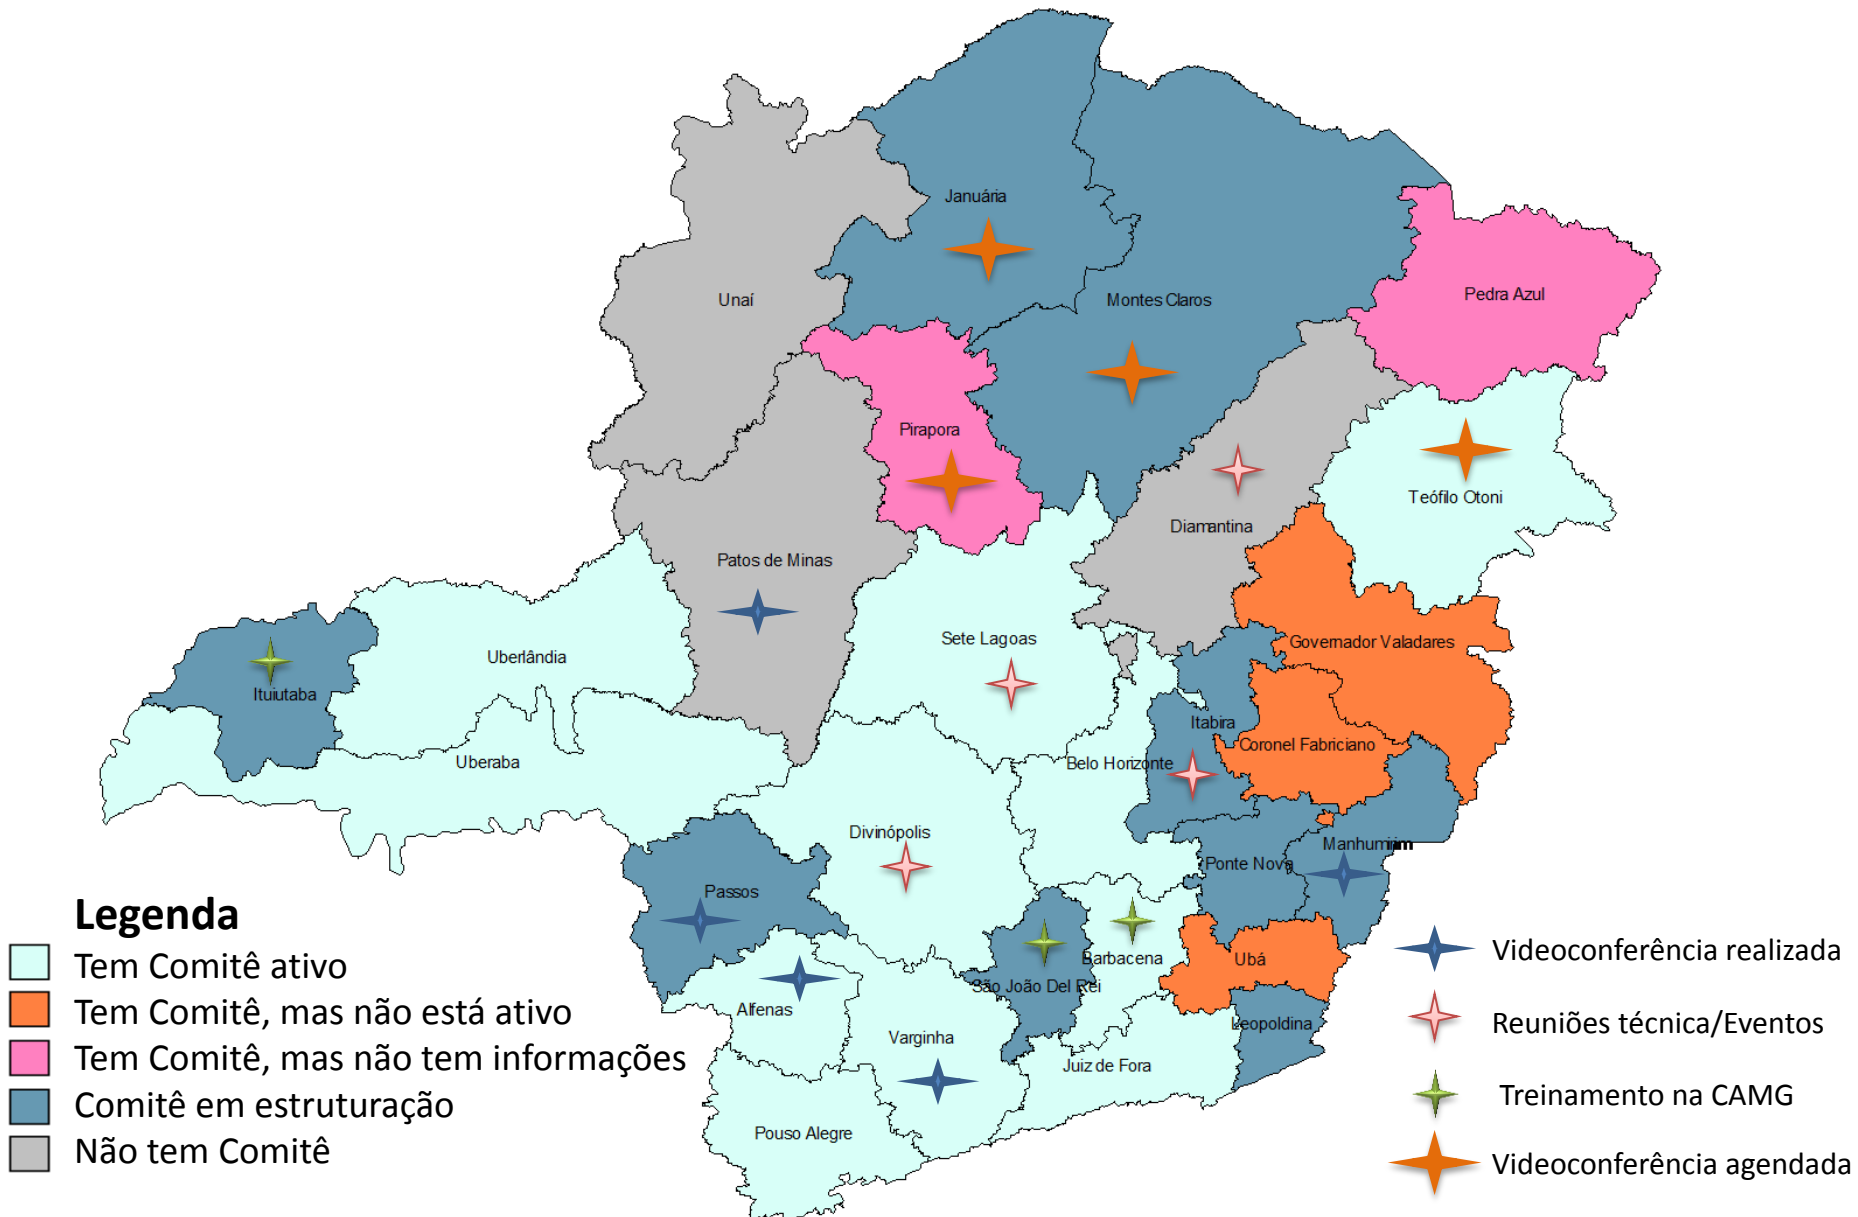 Januária
Unaí
Montes Claros
Pedra Azul
Pirapora
Teófilo Otoni
Diamantina
Patos de Minas
Sete Lagoas
Governador Valadares
Uberlândia
Ituiutaba
Itabira
Coronel Fabriciano
Uberaba
Belo Horizonte
Divinópolis
Manhumirim
Ponte Nova
Passos
Barbacena
Ubá
São João Del Rei
Alfenas
Leopoldina
Varginha
Juiz de Fora
Pouso Alegre
Legenda
Tem Comitê ativo
Tem Comitê, mas não está ativo
Tem Comitê, mas não tem informações
Comitê em estruturação
Não tem Comitê
Videoconferência realizada
Reuniões técnica/Eventos
Treinamento na CAMG
Videoconferência agendada